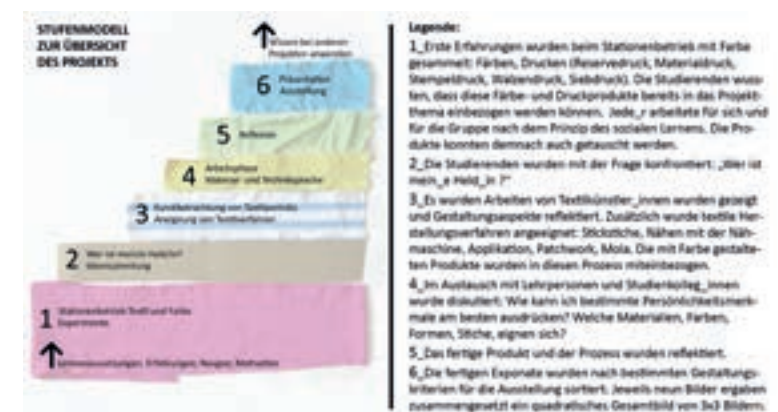 STUFENMODELL
ZUR ÜBERSICHT
DES PROJEKTS
Wissen bei anderen
Projekten anwenden
6 Präsentation
Ausstellung
5 Reflexion
4 Arbeitsphase
Material- und Technikgespräche
3 Kunstbetrachtung von
Aneignung von Textilverfahren
2 Wer ist mein/e Held/in?
Ideensammlung
1 Stationenbetrieb Textil und Farbe
Experimente
Erfahrungen, Neugier, Motivation
Legende:
1_Erste Erfahrungen wurden beim Stationenbetrieb mit Farbe
gesammelt: Färben, Drucken (Reservedruck, Materialdruck,
Stempeldruck, Walzendruck, Siebdruck). Die Studierenden wuss-
ten, dass diese Färbe- und Druckprodukte bereits in das Projekt-
thema einbezogen werden können. Jede_r arbeitete für sich und
für die Gruppe nach dem Prinzip des sozialen Lernens. Die Pro-
dukte konnten demnach auch getauscht werden.
2_Die Studierenden wurden mit der Frage konfrontiert: „Wer ist
mein_e Held_in ?"
3_Es wurden Arbeiten von Textilkünstler_innen wurden gezeigt
und Gestaltungsaspekte reflektiert. Zusätzlich wurde textile Her-
stellungsverfahren angeeignet: Stickstiche, Nähen mit der Näh-
maschine, Applikation, Patchwork, Mola. Die mit Farbe gestalte-
ten Produkte wurden in diesen Prozess miteinbezogen.
4_Im Austausch mit Lehrpersonen und Studienkolleg_innen
wurde diskutiert: Wie kann ich bestimmte Persönlichkeitsmerk-
male am besten ausdrücken? Welche Materialien, Farben,
Formen, Stiche, eignen sich?
5_Das fertige Produkt und der Prozess wurden reflektiert.
6_Die fertigen Exponate wurden nach bestimmten Gestaltungs-
kriterien für die Ausstellung sortiert. Jeweils neun Bilder ergaben
zusammengesetzt ein quadratisches Gesamtbild von 3x3 Bildern.